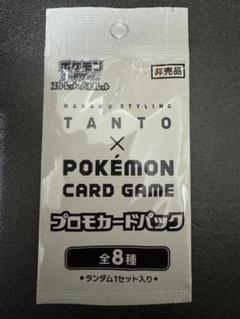 ポケモン
カードゲーム
スカーレット&バイオレット
非売品
NAKANO STYLING
TANTO
×
POKÉMON
CARD GAME
プロモカードパック
全8種
■ランダム1セット入り■